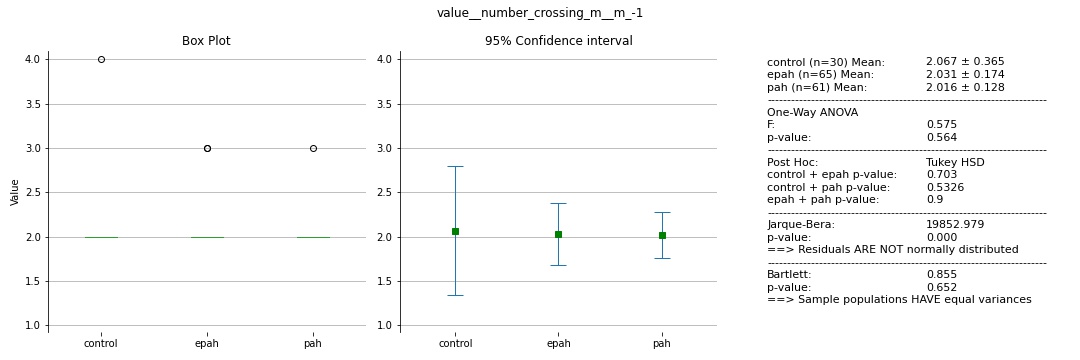 value__number_crossing_m__m_-1
Box Plot
Value
4.0
3.5
3.0
2.5
2.0
1.5
1.0
control epah pah
95% Confidence interval
4.0
3.5
3.0
2.5
2.0
1.5
1.0
control epah pah
control (n=30) Mean: 2.067 ± 0.365
epah (n=65) Mean: 2.031 ± 0.174
pah (n=61) Mean: 2.016 ± 0.128
One-Way ANOVA
F: 0.575
p-value: 0.564
Post Hoc: Tukey HSD
control + epah p-value: 0.703
control + pah p-value: 0.5326
epah + pah p-value: 0.9
Jarque-Bera: 19852.979
p-value: 0.000
==> Residuals ARE NOT normally distributed
Bartlett: 0.855
p-value: 0.652
==> Sample populations HAVE equal variances